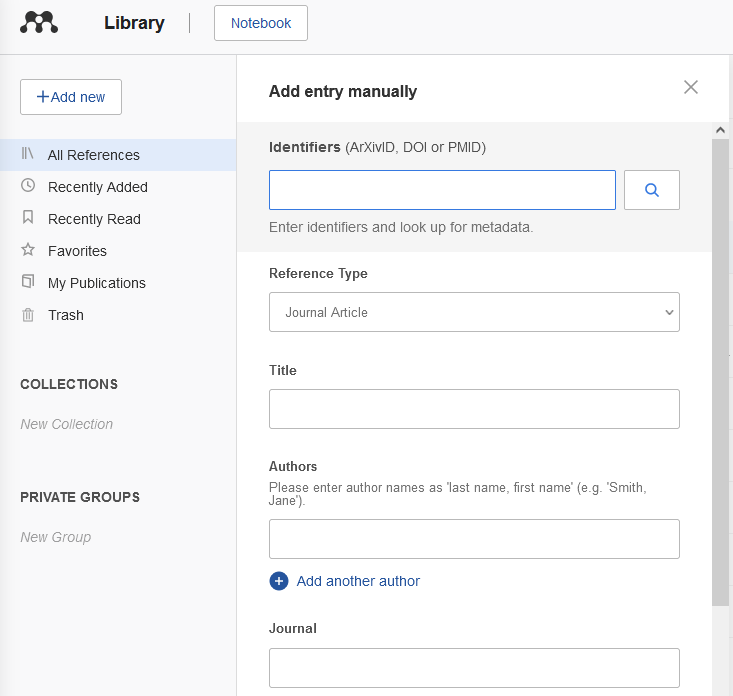 Library
Notebook
+Add new
All References
Recently Added
Recently Read
Favorites
My Publications
Trash
COLLECTIONS
New Collection
PRIVATE GROUPS
New Group
Add entry manually
Identifiers (ArXivID, DOI or PMID)
Enter identifiers and look up for metadata.
Reference Type
Journal Article
Title
Authors
Please enter author names as 'last name, first name' (e.g. 'Smith,
Jane').
Add another author
Journal